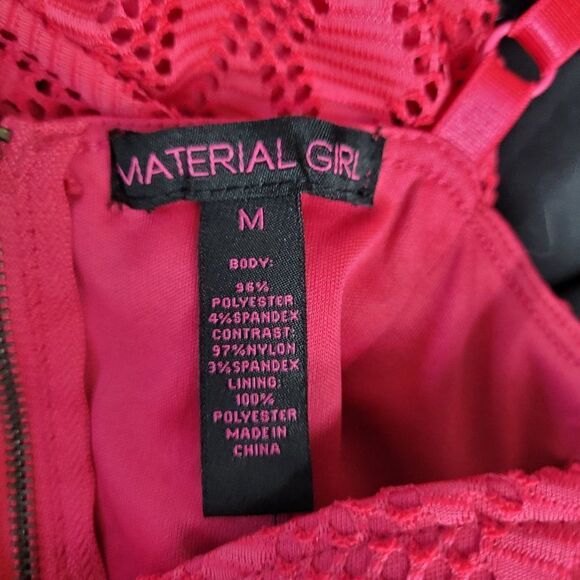 MATERIAL GIRL
M
BODY:
96%
POLYESTER
4%SPANDEX
CONTRAST:
97%NYLON
3%SPANDEX
LINING:
100%
POLYESTER
MADE IN
CHINA